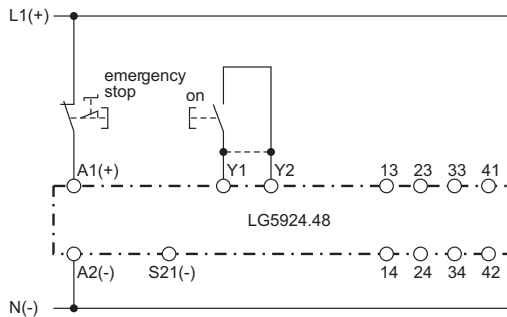 L1(+)
emergency
stop
on
A1(+) Y1 Y2 13 23 33 41
LG5924.48
A2(-) S21(-) 14 24 34 42
N(-)